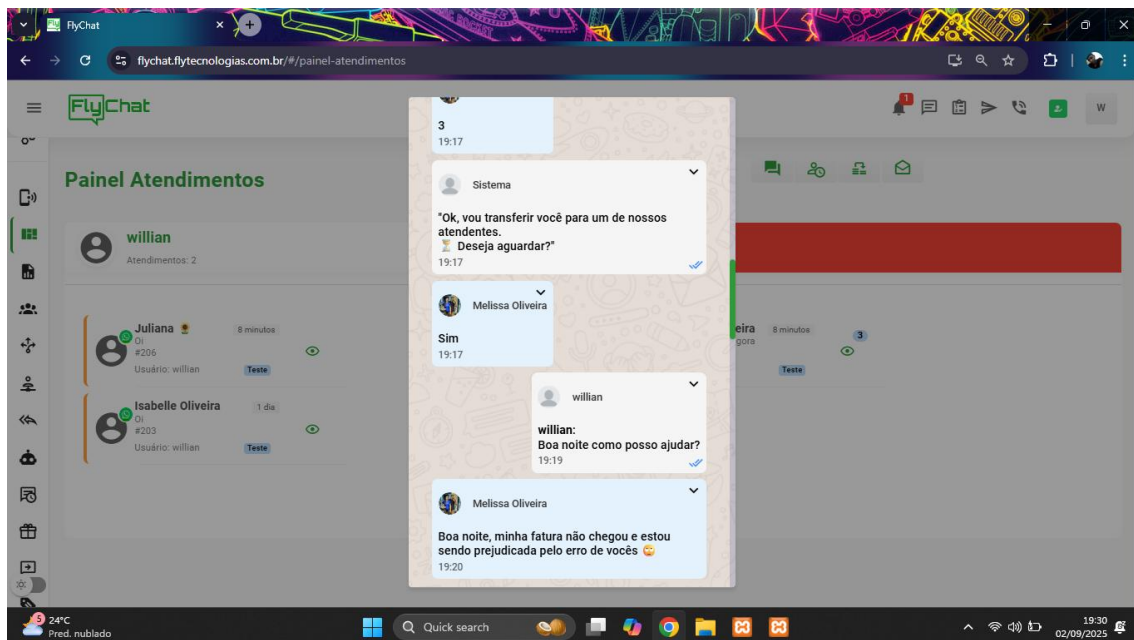 FlyChat
flychat.flytecnologias.com.br/#/painel-atendimentos
FlyChat
1
W
Painel Atendimentos
willian
Atendimentos: 2
Juliana 🌻
8 minutos
Oi
#206
Usuário: willian
Teste
Isabelle Oliveira
1 dia
Oi
#203
Usuário: willian
Teste
3
19:17
Sistema
"Ok, vou transferir você para um de nossos
atendentes.
⏳ Deseja aguardar?"
19:17
Melissa Oliveira
Sim
19:17
willian
willian:
Boa noite como posso ajudar?
19:19
Melissa Oliveira
Boa noite, minha fatura não chegou e estou
sendo prejudicada pelo erro de vocês 😡
19:20
eira
8 minutos
3
gora
Teste
5
24°C
Pred. nublado
Quick search
19:30
02/09/2025